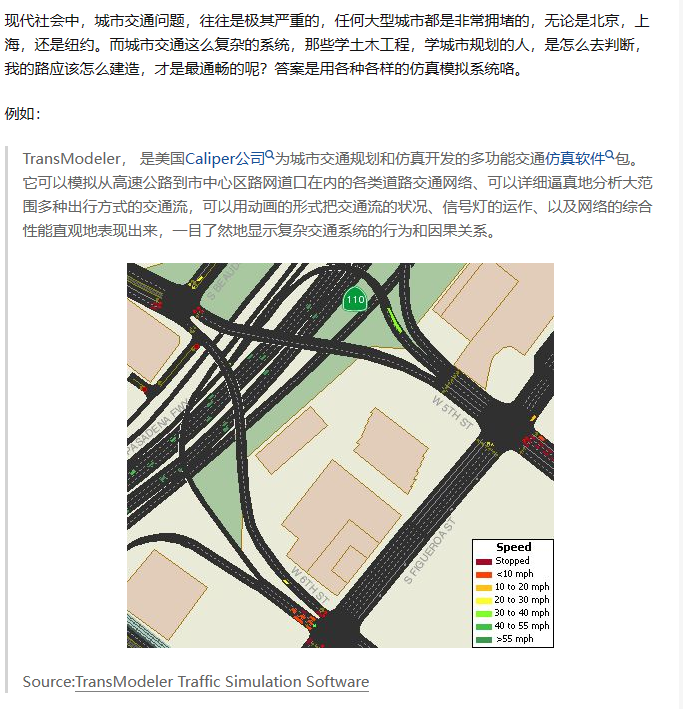 现代社会中，城市交通问题，往往是极其严重的，任何大型城市都是非常拥堵的，无论是北京，上
海，还是纽约。而城市交通这么复杂的系统，那些学土木工程，学城市规划的人，是怎么去判断，
我的路应该怎么建造，才是最通畅的呢？答案是用各种各样的仿真模拟系统咯。
例如：
TransModeler， 是美国Caliper公司为城市交通规划和仿真开发的多功能交通仿真软件包。
它可以模拟从高速公路到市中心区路网道口在内的各类道路交通网络、可以详细逼真地分析大范
围多种出行方式的交通流，可以用动画的形式把交通流的状况、信号灯的运作、以及网络的综合
性能直观地表现出来，一目了然地显示复杂交通系统的行为和因果关系。
S BEAUD
110
PASADENA FWY
W 5TH ST
S FIGUEROA ST
W 6TH ST
Speed
Stopped
<10 mph
10 to 20 mph
20 to 30 mph
30 to 40 mph
40 to 55 mph
>55 mph
Source:TransModeler Traffic Simulation Software